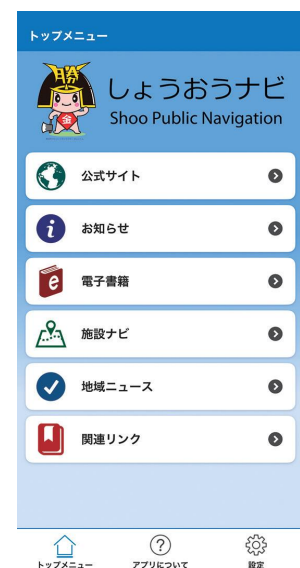 トップメニュー
勝
金
しょうおうナビ
Shoo Public Navigation
公式サイト
i お知らせ
e 電子書籍
施設ナビ
地域ニュース
関連リンク
トップメニュー ? アプリについて 設定